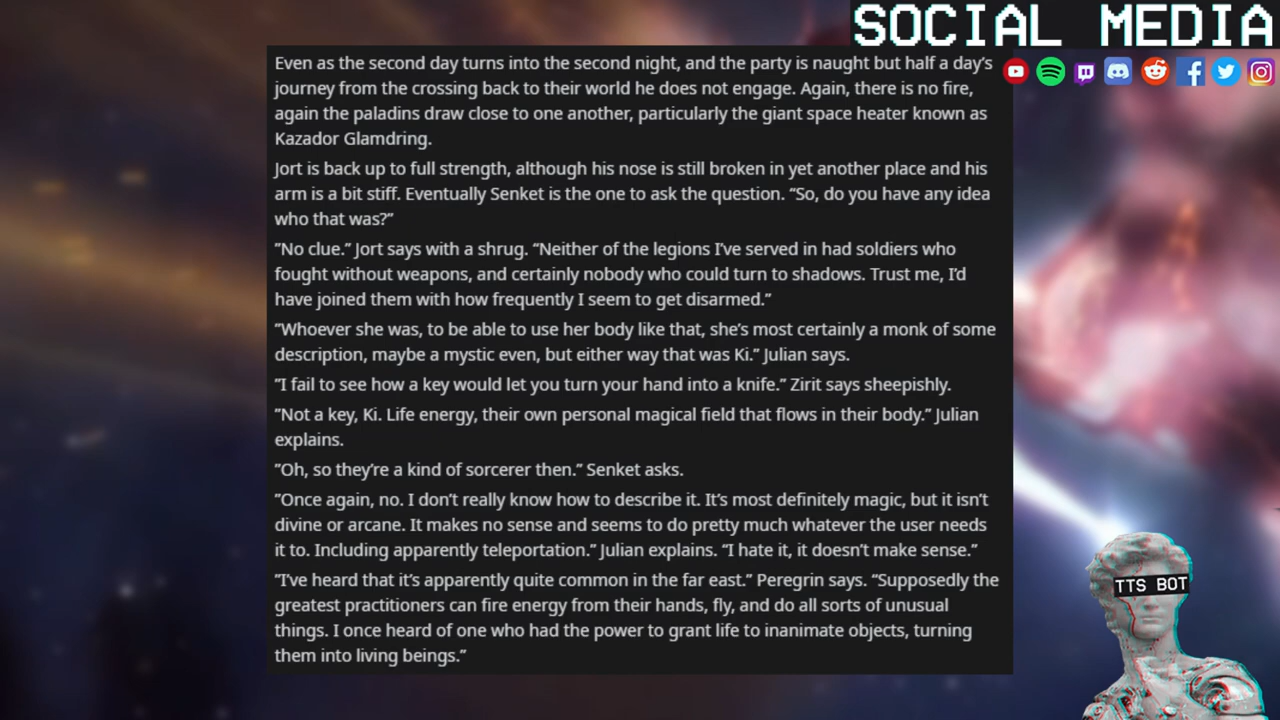 SOCIAL MEDIA
Even as the second day turns into the second night, and the party is naught but half a day’s
journey from the crossing back to their world he does not engage. Again, there is no fire,
again the paladins draw close to one another, particularly the giant space heater known as
Kazador Glamdring.
Jort is back up to full strength, although his nose is still broken in yet another place and his
arm is a bit stiff. Eventually Senket is the one to ask the question. “So, do you have any idea
who that was?”
”No clue.” Jort says with a shrug. “Neither of the legions I’ve served in had soldiers who
fought without weapons, and certainly nobody who could turn to shadows. Trust me, I’d
have joined them with how frequently I seem to get disarmed.”
”Whoever she was, to be able to use her body like that, she’s most certainly a monk of some
description, maybe a mystic even, but either way that was Ki.” Julian says.
”I fail to see how a key would let you turn your hand into a knife.” Zirit says sheepishly.
”Not a key, Ki. Life energy, their own personal magical field that flows in their body.” Julian
explains.
”Oh, so they’re a kind of sorcerer then.” Senket asks.
”Once again, no. I don’t really know how to describe it. It’s most definitely magic, but it isn’t
divine or arcane. It makes no sense and seems to do pretty much whatever the user needs
it to. Including apparently teleportation.” Julian explains. “I hate it, it doesn’t make sense.”
”I’ve heard that it’s apparently quite common in the far east.” Peregrin says. “Supposedly the
greatest practitioners can fire energy from their hands, fly, and do all sorts of unusual
things. I once heard of one who had the power to grant life to inanimate objects, turning
them into living beings.”
TTS BOT